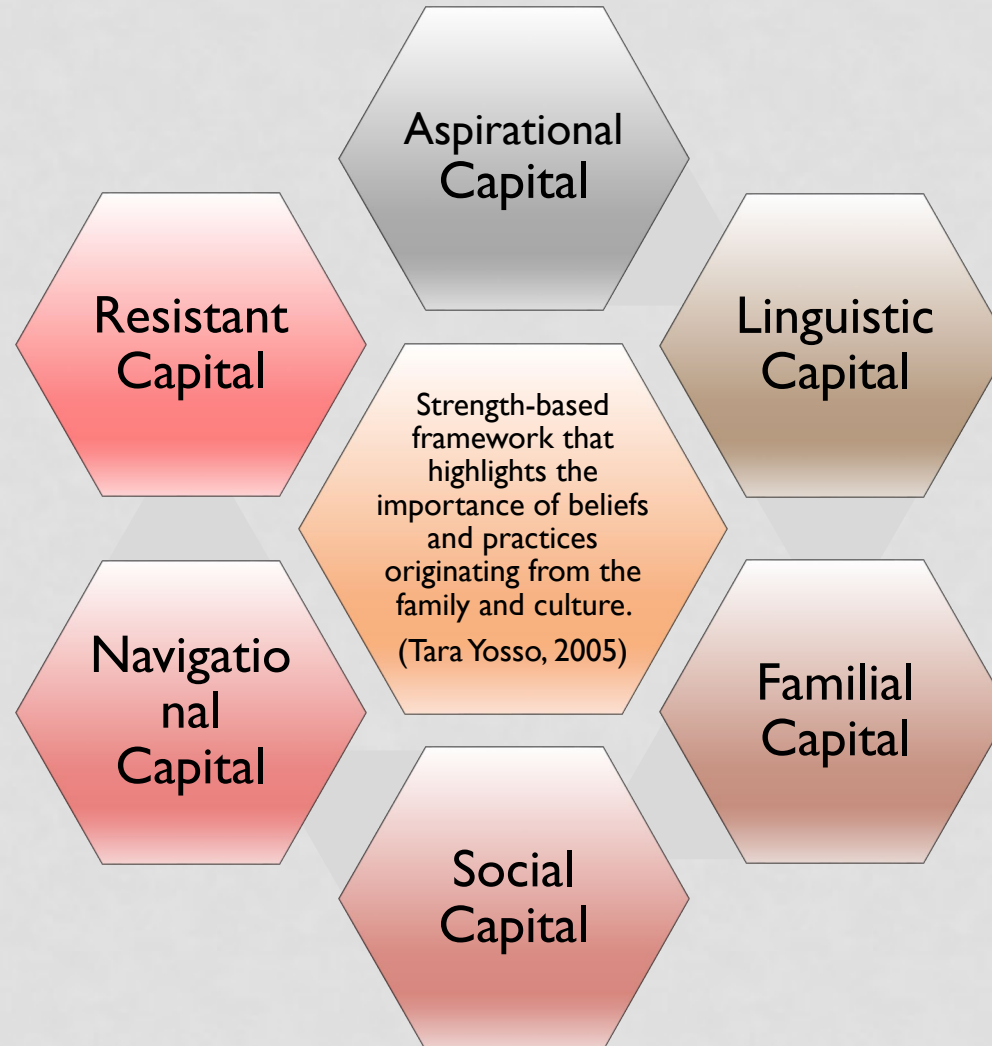 Aspirational
Capital
Resistant
Capital
Linguistic
Capital
Strength-based
framework that
highlights the
importance of beliefs
and practices
originating from the
family and culture.
(Tara Yosso, 2005)
Navigatio
nal
Capital
Familial
Capital
Social
Capital